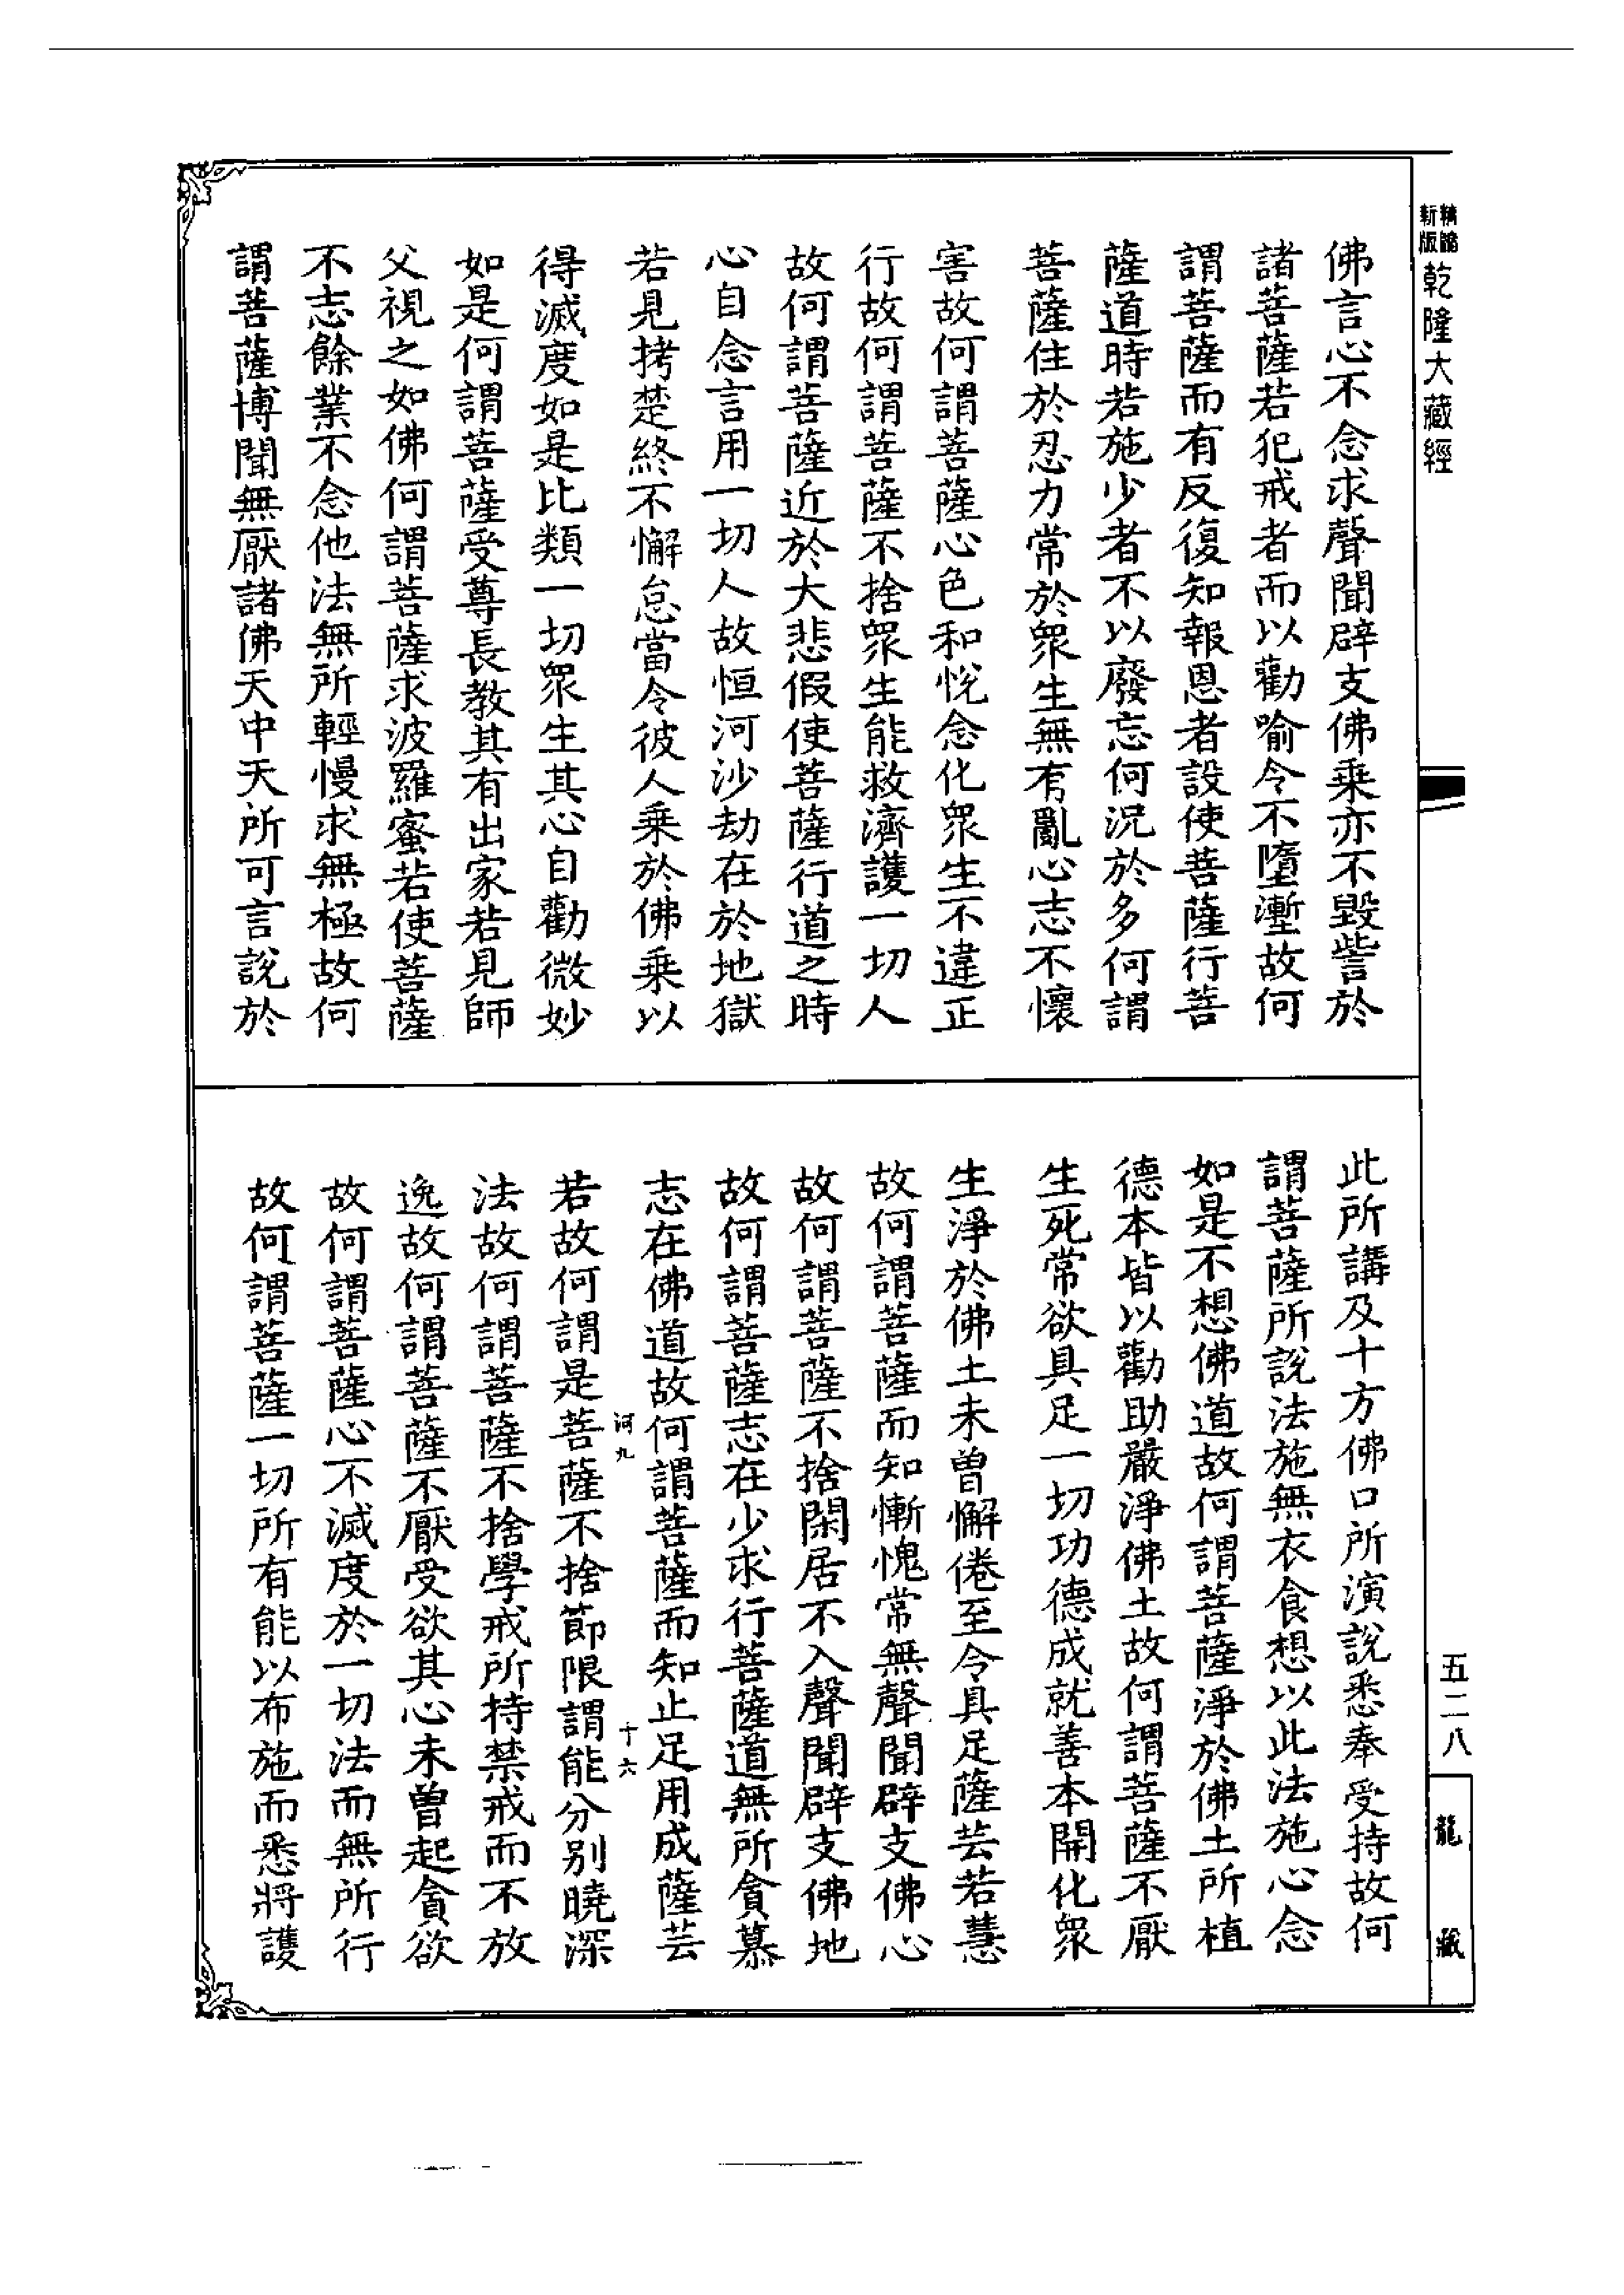 精鐫新版乾隆大藏經
佛言心不念求聲聞辟支佛乘亦不毀訾於
諸菩薩若犯戒者而以勸喻令不墮塹故何
謂菩薩而有反復知報恩者設使菩薩行菩
薩道時若施少者不以廢忘何況於多何謂
菩薩住於忍力常於眾生無有亂心志不懷
害故何謂菩薩心色和悅念化眾生不違正
行故何謂菩薩不捨眾生能救濟護一切人
故何謂菩薩近於大悲假使菩薩行道之時
心自念言用一切人故恒河沙劫在於地獄
若見拷楚終不懈怠當令彼人乘於佛乘以
得滅度如是比類一切眾生其心自勸微妙
如是何謂菩薩受尊長教其有出家若見師
父視之如佛何謂菩薩求波羅蜜若使菩薩
不志餘業不念他法無所輕慢求無極故何
謂菩薩博聞無厭諸佛天中天所可言說於
此所講及十方佛口所演說悉奉受持故何
謂菩薩所說法施無衣食想以此法施心念
如是不想佛道故何謂菩薩淨於佛土所植
德本皆以勸助嚴淨佛土故何謂菩薩不厭
生死常欲具足一切功德成就善本開化眾
生淨於佛土未曾懈倦至令具足薩芸若慧
故何謂菩薩而知慚愧常無聲聞辟支佛心
故何謂菩薩不捨閑居不入聲聞辟支佛地
故何謂菩薩志在少求行菩薩道無所貪慕
志在佛道故何謂菩薩而知止足用成薩芸
河九
十六
若故何謂是菩薩不捨節限謂能分別曉深
法故何謂菩薩不捨學戒所持禁戒而不放
逸故何謂菩薩不厭受欲其心未曾起貪欲
故何謂菩薩心不滅度於一切法而無所行
故何謂菩薩一切所有能以布施而悉將護
五二八
龍藏